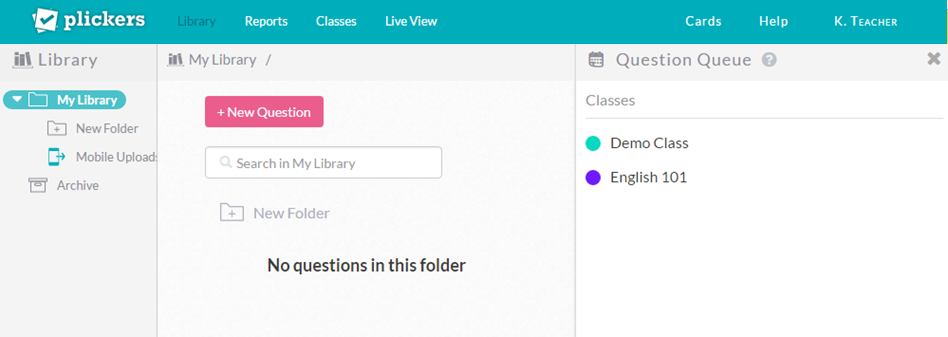 plickers Library Reports Classes Live View Cards Help K. Teacher
Library
My Library
New Folder
Mobile Uploads
Archive
My Library /
+ New Question
Search in My Library
New Folder
No questions in this folder
Question Queue ?
Classes
Demo Class
English 101